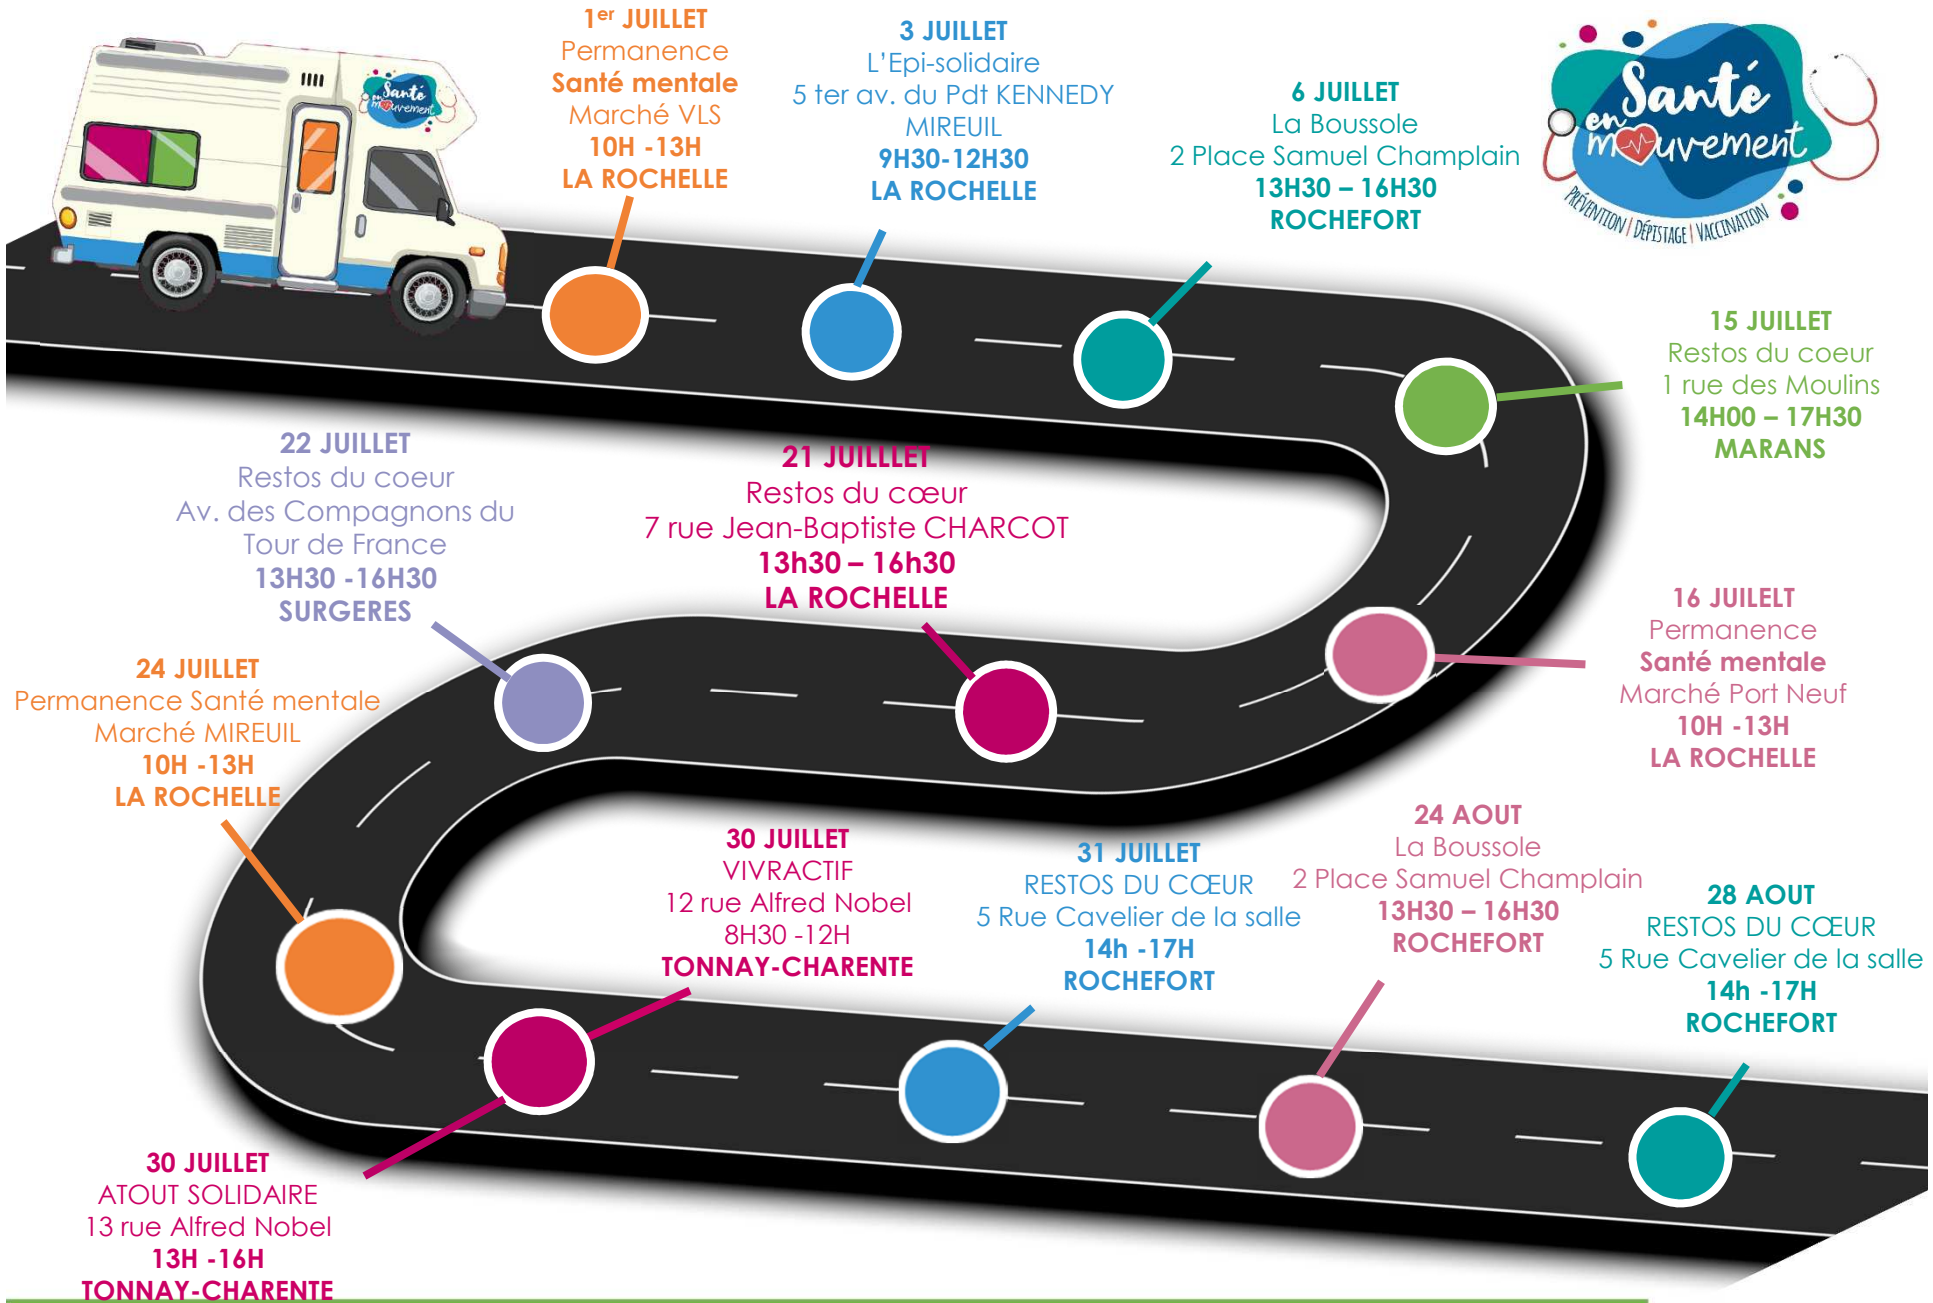 1er JUILLET
Permanence
Santé mentale
Marché VLS
10H -13H
LA ROCHELLE
3 JUILLET
L'Epi-solidaire
5 ter av. du Pdt KENNEDY
MIREUIL
9H30-12H30
LA ROCHELLE
6 JUILLET
La Boussole
2 Place Samuel Champlain
13H30 – 16H30
ROCHEFORT
Santé
en
mouvement
PRÉVENTION | DÉPISTAGE | VACCINATION
Santé
en
mouvement
15 JUILLET
Restos du coeur
1 rue des Moulins
14H00 – 17H30
MARANS
16 JUILELT
Permanence
Santé mentale
Marché Port Neuf
10H -13H
LA ROCHELLE
21 JUILLLET
Restos du cœur
7 rue Jean-Baptiste CHARCOT
13h30 – 16h30
LA ROCHELLE
22 JUILLET
Restos du coeur
Av. des Compagnons du
Tour de France
13H30 -16H30
SURGERES
24 JUILLET
Permanence Santé mentale
Marché MIREUIL
10H -13H
LA ROCHELLE
30 JUILLET
VIVRACTIF
12 rue Alfred Nobel
8H30 -12H
TONNAY-CHARENTE
30 JUILLET
ATOUT SOLIDAIRE
13 rue Alfred Nobel
13H -16H
TONNAY-CHARENTE
31 JUILLET
RESTOS DU CŒUR
5 Rue Cavelier de la salle
14h -17H
ROCHEFORT
24 AOUT
La Boussole
2 Place Samuel Champlain
13H30 – 16H30
ROCHEFORT
28 AOUT
RESTOS DU CŒUR
5 Rue Cavelier de la salle
14h -17H
ROCHEFORT